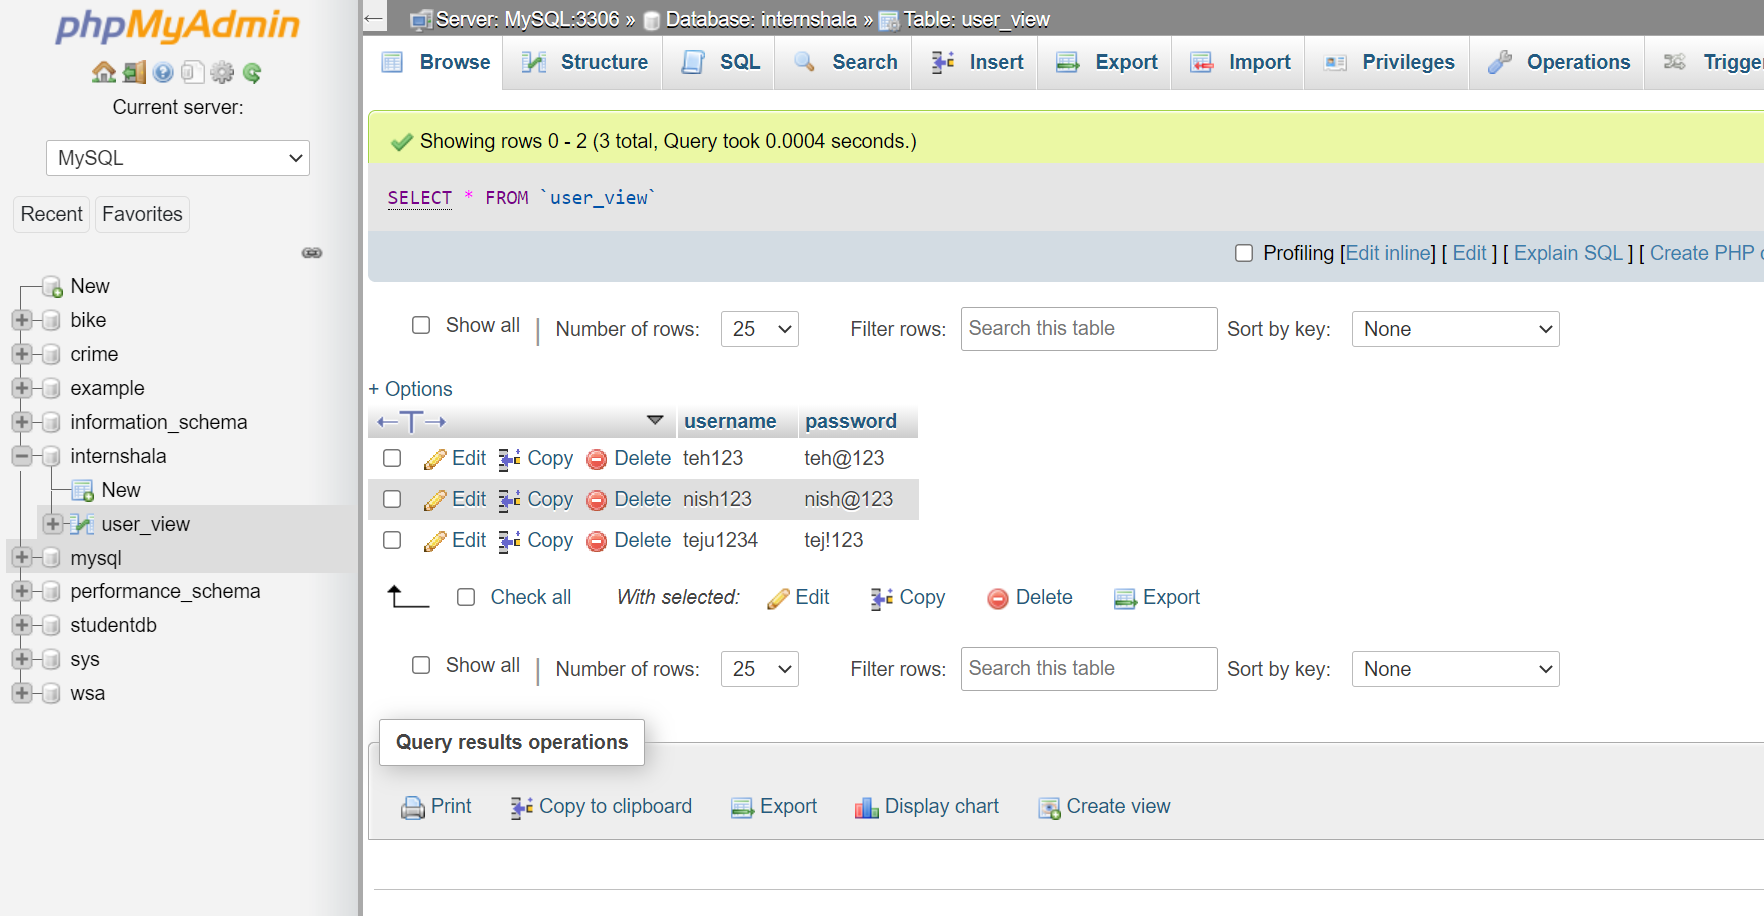 phpMyAdmin
Current server:
MySQL
Recent Favorites
New
bike
crime
example
information_schema
internshala
New
user_view
mysql
performance_schema
studentdb
sys
wsa
Server: MySQL:3306 » Database: internshala » Table: user_view
Browse Structure SQL Search Insert Export Import Privileges Operations Trigge
Showing rows 0 - 2 (3 total, Query took 0.0004 seconds.)
SELECT * FROM `user_view`
Profiling [Edit inline] [ Edit ] [ Explain SQL ] [ Create PHP
Show all | Number of rows: 25 Filter rows: Search this table Sort by key: None
+ Options
←T→ username password
Edit Copy Delete teh123 teh@123
Edit Copy Delete nish123 nish@123
Edit Copy Delete teju1234 tej!123
Check all With selected: Edit Copy Delete Export
Show all | Number of rows: 25 Filter rows: Search this table Sort by key: None
Query results operations
Print Copy to clipboard Export Display chart Create view